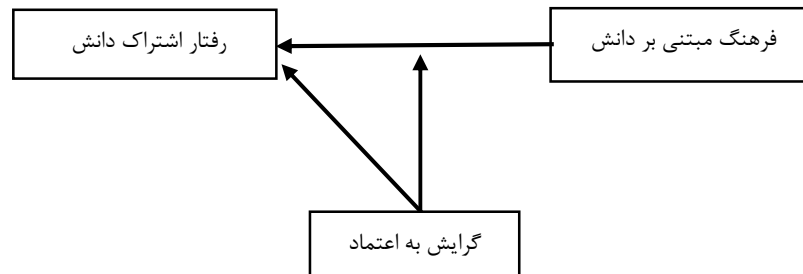 فرهنگ مبتنی بر دانش
رفتار اشتراک دانش
گرایش به اعتماد